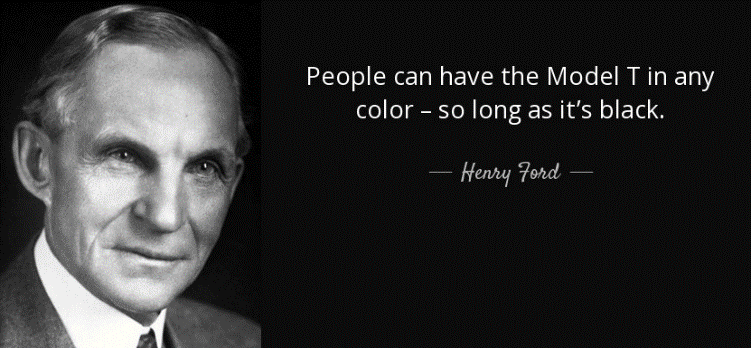 People can have the Model T in any
color – so long as it’s black.
— Henry Ford —